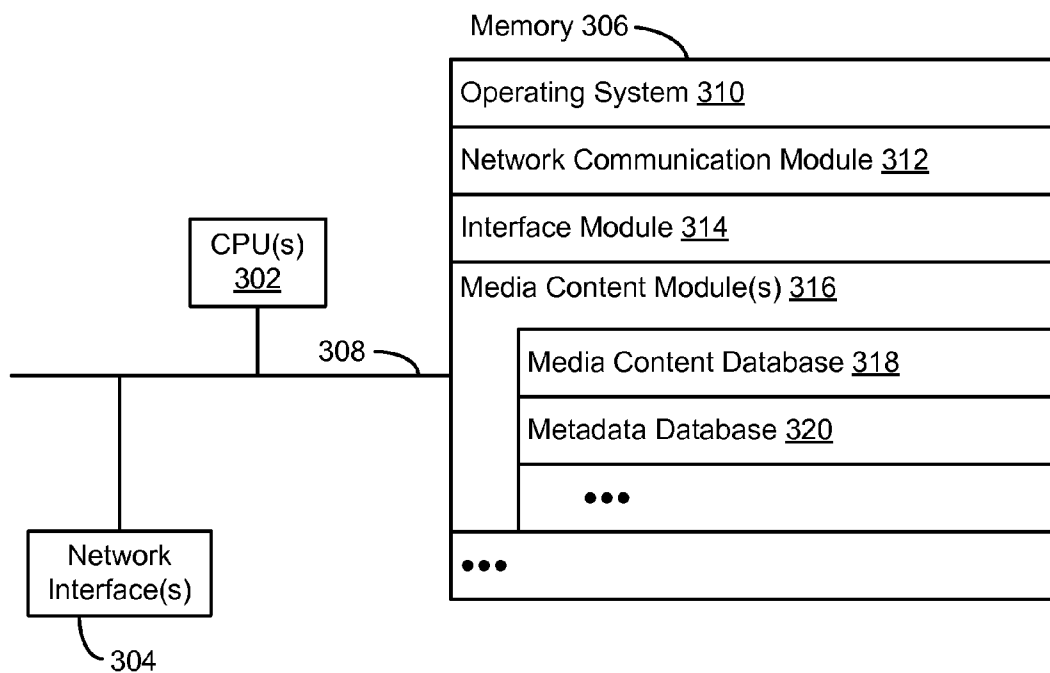 Memory 306
Operating System 310
Network Communication Module 312
Interface Module 314
Media Content Module(s) 316
Media Content Database 318
Metadata Database 320
•••
•••
CPU(s)
302
308
Network
Interface(s)
304